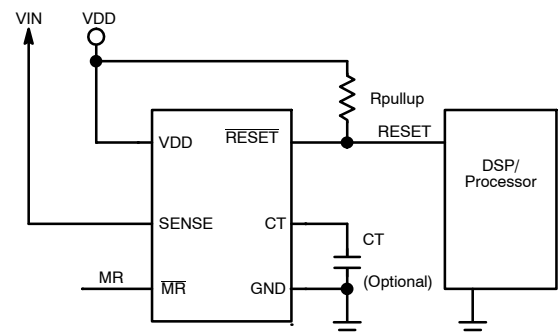 VIN
VDD
Rpullup
VDD
RESET
RESET
DSP/
Processor
SENSE
CT
CT
(Optional)
MR
MR
GND